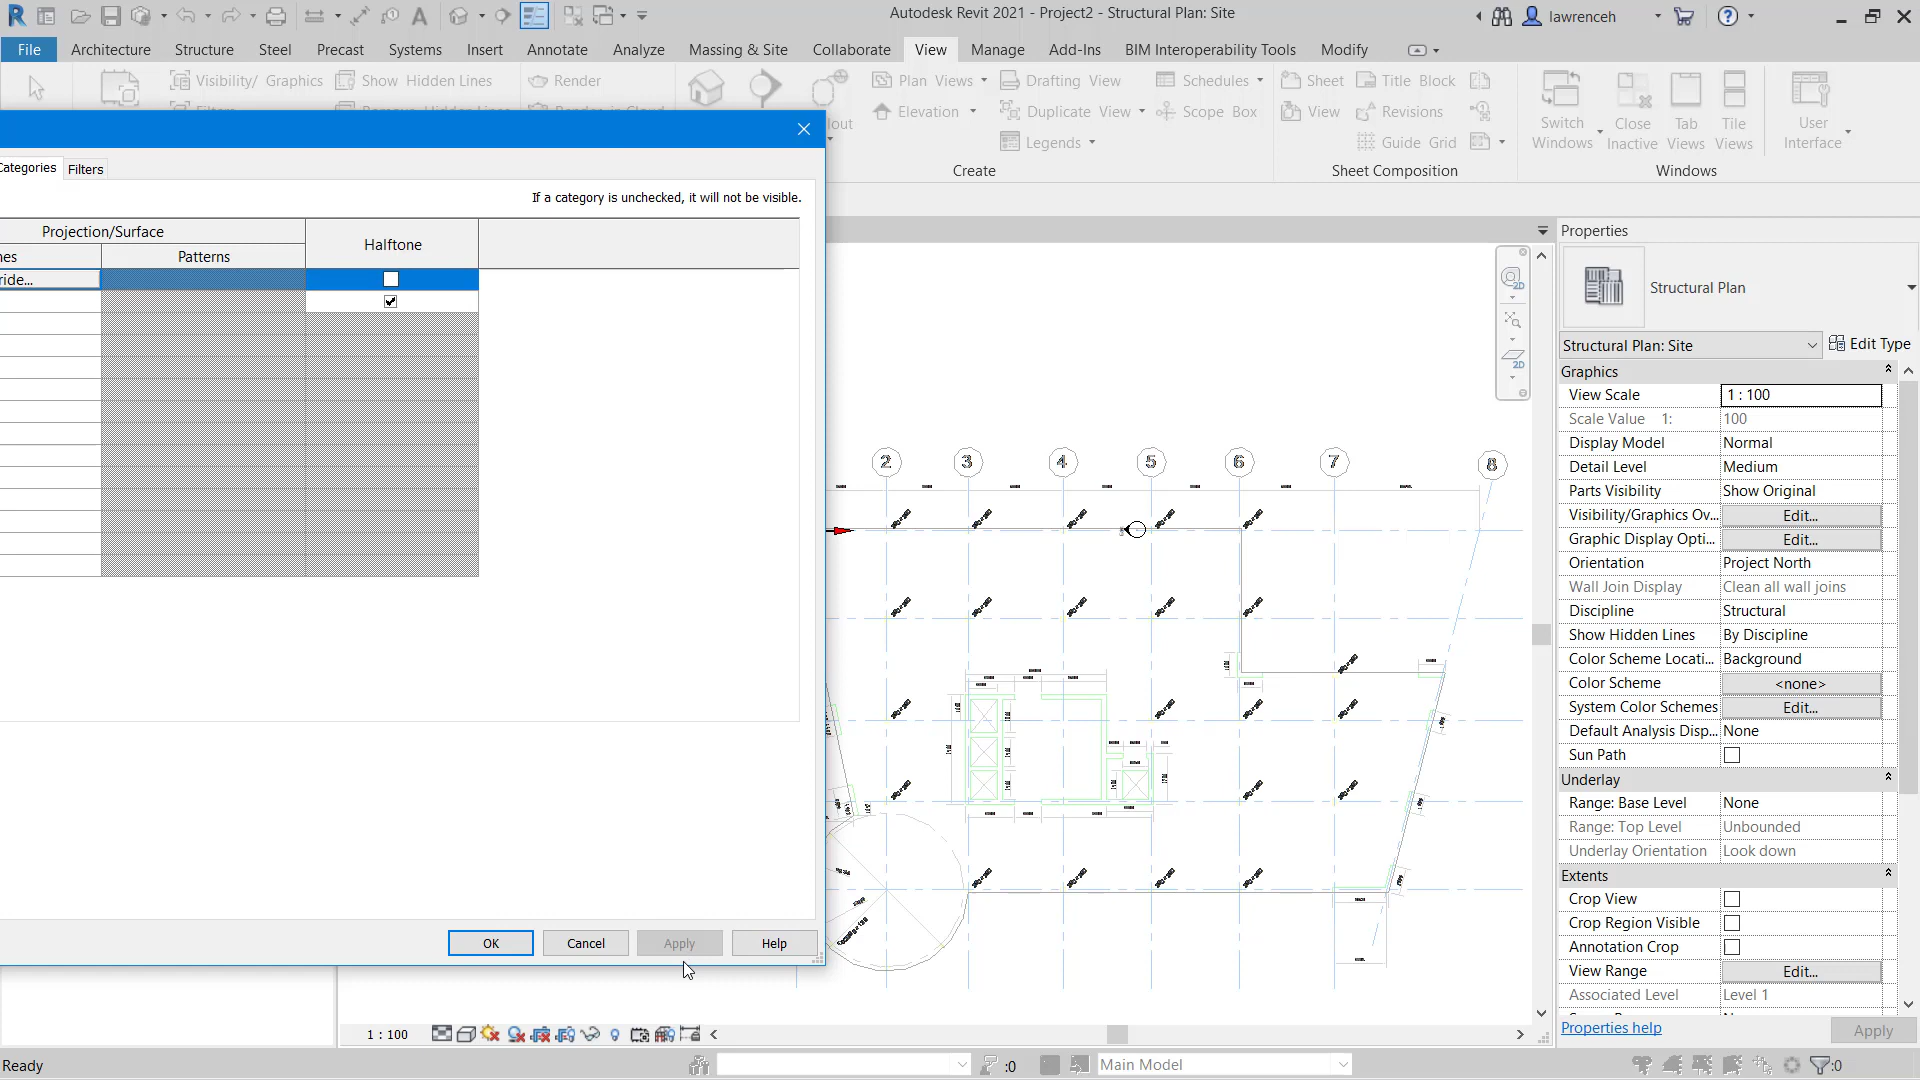 Autodesk Revit 2021 - Project2 - Structural Plan: Site
lawrenceh
File Architecture Structure Steel Precast Systems Insert Annotate Analyze Massing & Site Collaborate View Manage Add-Ins BIM Interoperability Tools Modify
Visibility/ Graphics
Show Hidden Lines
Render
Plan Views
Drafting View
Schedules
Sheet
Title Block
Elevation
Duplicate View
Scope Box
View
Revisions
Legends
Guide Grid
Switch Windows
Close Inactive
Tab Views
Tile Views
User Interface
Create
Sheet Composition
Windows
Categories
Filters
If a category is unchecked, it will not be visible.
Projection/Surface
Halftone
nes
Patterns
ride...
OK
Cancel
Apply
Help
2 3 4 5 6 7 8
2D
2D
Properties
Structural Plan
Structural Plan: Site
Edit Type
Graphics
View Scale 1 : 100
Scale Value 1: 100
Display Model Normal
Detail Level Medium
Parts Visibility Show Original
Visibility/Graphics Ov... Edit...
Graphic Display Opti... Edit...
Orientation Project North
Wall Join Display Clean all wall joins
Discipline Structural
Show Hidden Lines By Discipline
Color Scheme Locati... Background
Color Scheme <none>
System Color Schemes Edit...
Default Analysis Disp... None
Sun Path
Underlay
Range: Base Level None
Range: Top Level Unbounded
Underlay Orientation Look down
Extents
Crop View
Crop Region Visible
Annotation Crop
View Range Edit...
Associated Level Level 1
Properties help
Apply
1 : 100
Ready
:0
Main Model
:0